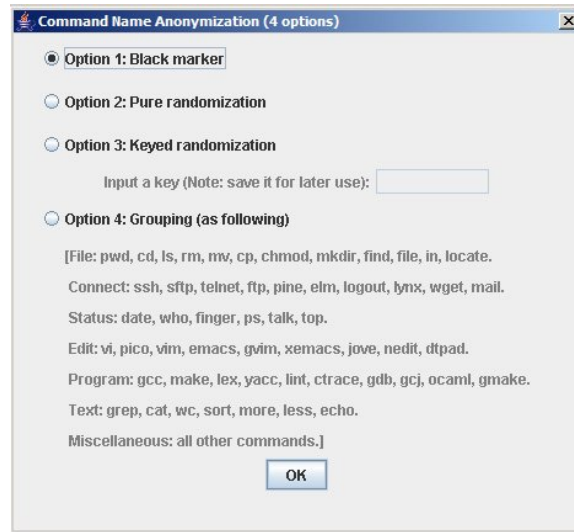 Command Name Anonymization (4 options)
Option 1: Black marker
Option 2: Pure randomization
Option 3: Keyed randomization
Input a key (Note: save it for later use):
Option 4: Grouping (as following)
[File: pwd, cd, ls, rm, mv, cp, chmod, mkdir, find, file, in, locate.
Connect: ssh, sftp, telnet, ftp, pine, elm, logout, lynx, wget, mail.
Status: date, who, finger, ps, talk, top.
Edit: vi, pico, vim, emacs, gvim, xemacs, jove, nedit, dtpad.
Program: gcc, make, lex, yacc, lint, ctrace, gdb, gcj, ocaml, gmake.
Text: grep, cat, wc, sort, more, less, echo.
Miscellaneous: all other commands.]
OK